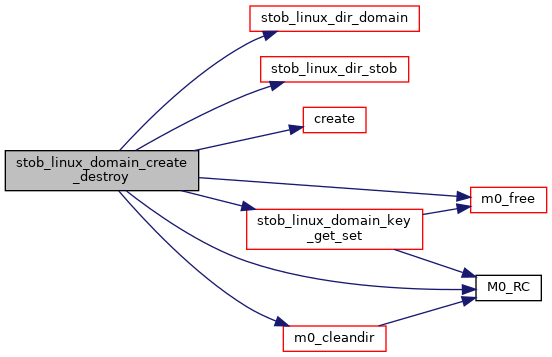 stob_linux_dir_domain
stob_linux_dir_stob
create
stob_linux_domain_create
_destroy
m0_free
stob_linux_domain_key
_get_set
M0_RC
m0_cleandir